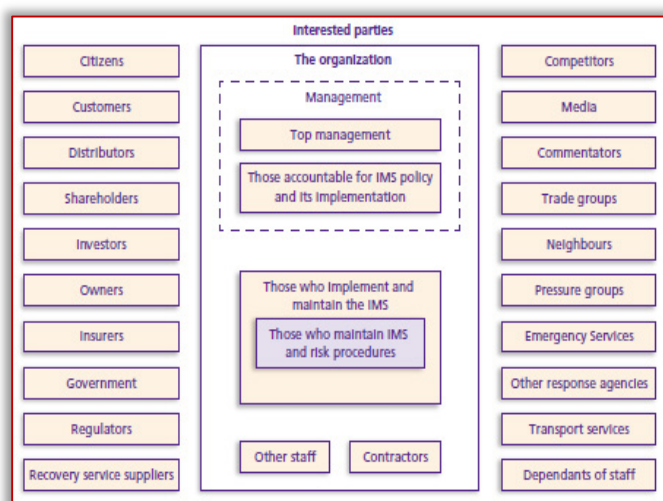 Interested parties
Citizens
Customers
Distributors
Shareholders
Investors
Owners
Insurers
Government
Regulators
Recovery service suppliers
The organization
Management
Top management
Those accountable for IMS policy
and its implementation
Those who implement and
maintain the IMS
Those who maintain IMS
and risk procedures
Other staff
Contractors
Competitors
Media
Commentators
Trade groups
Neighbours
Pressure groups
Emergency Services
Other response agencies
Transport services
Dependants of staff